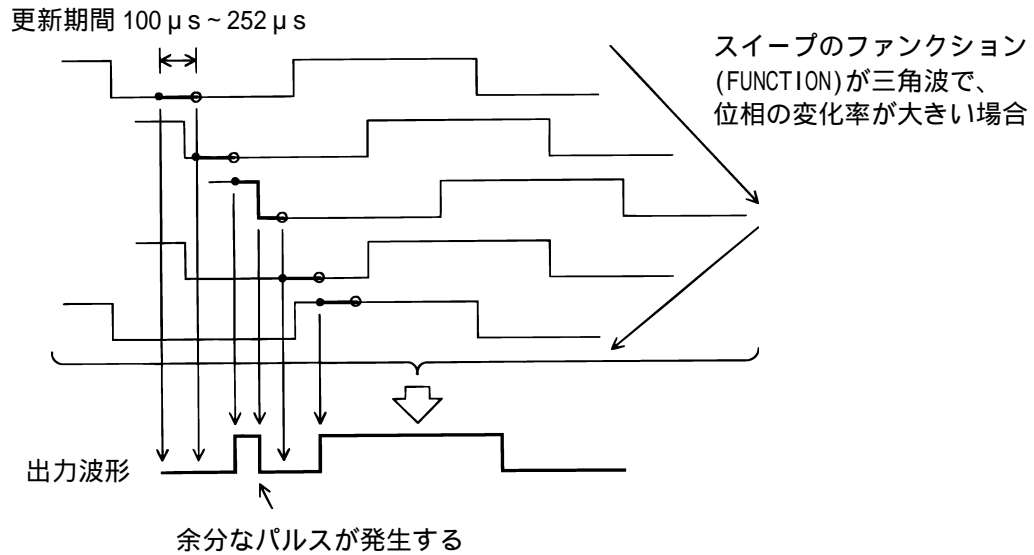 更新期間 100μs~252μs
スイープのファンクション
(FUNCTION)が三角波で、
位相の変化率が大きい場合
出力波形
余分なパルスが発生する